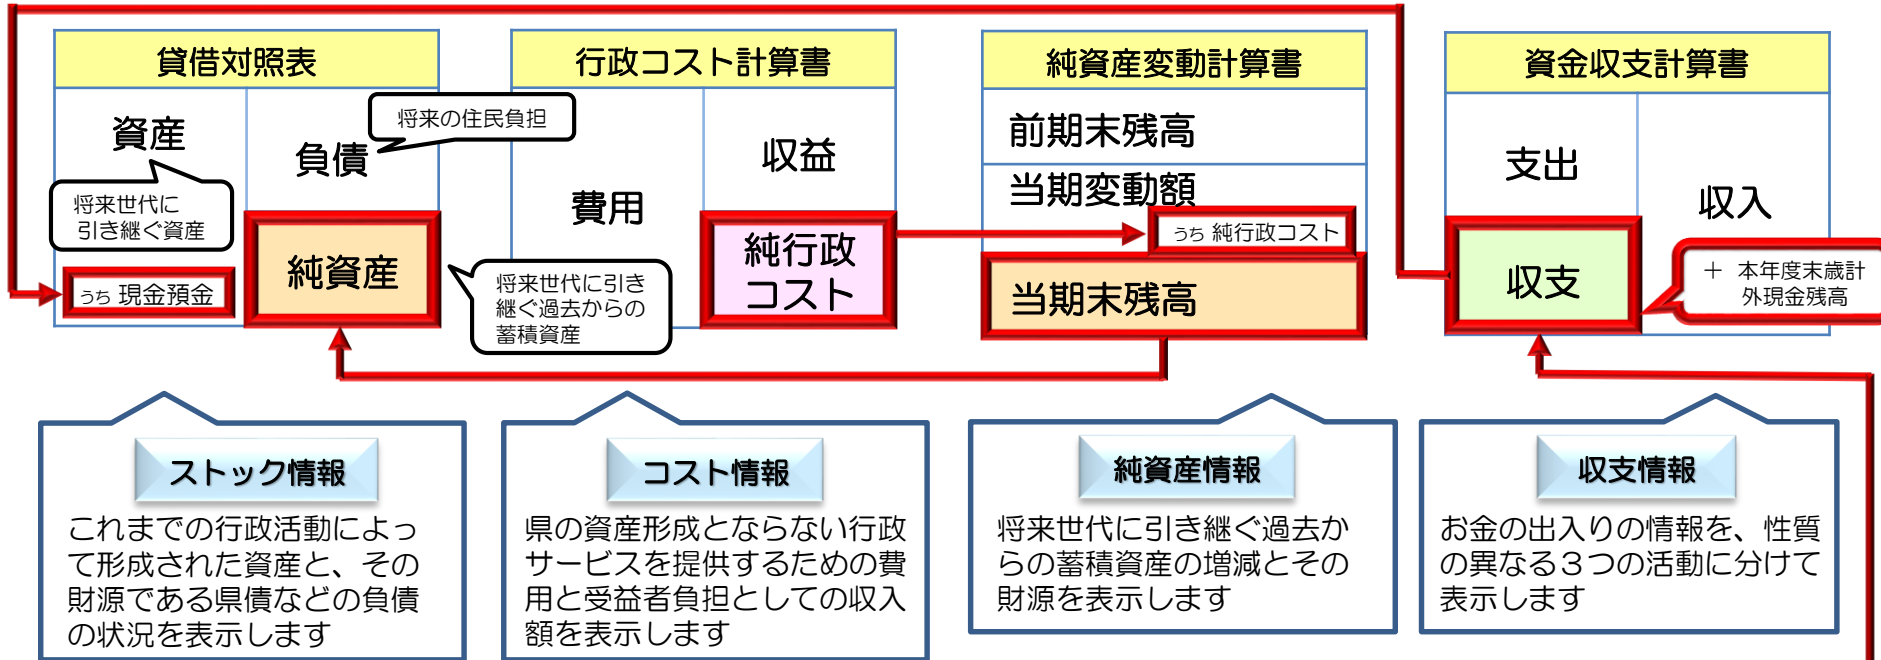 貸借対照表
資産
負債
将来の住民負担
将来世代に
引き継ぐ資産
うち 現金預金
純資産
将来世代に引き
継ぐ過去からの
蓄積資産
行政コスト計算書
費用
収益
純行政
コスト
純資産変動計算書
前期末残高
当期変動額
うち 純行政コスト
当期末残高
資金収支計算書
支出
収入
収支
＋ 本年度末歳計
外現金残高
ストック情報
これまでの行政活動によっ
て形成された資産と、その
財源である県債などの負債
の状況を表示します
コスト情報
県の資産形成とならない行政
サービスを提供するための費
用と受益者負担としての収入
額を表示します
純資産情報
将来世代に引き継ぐ過去か
らの蓄積資産の増減とその
財源を表示します
収支情報
お金の出入りの情報を、性質
の異なる３つの活動に分けて
表示します